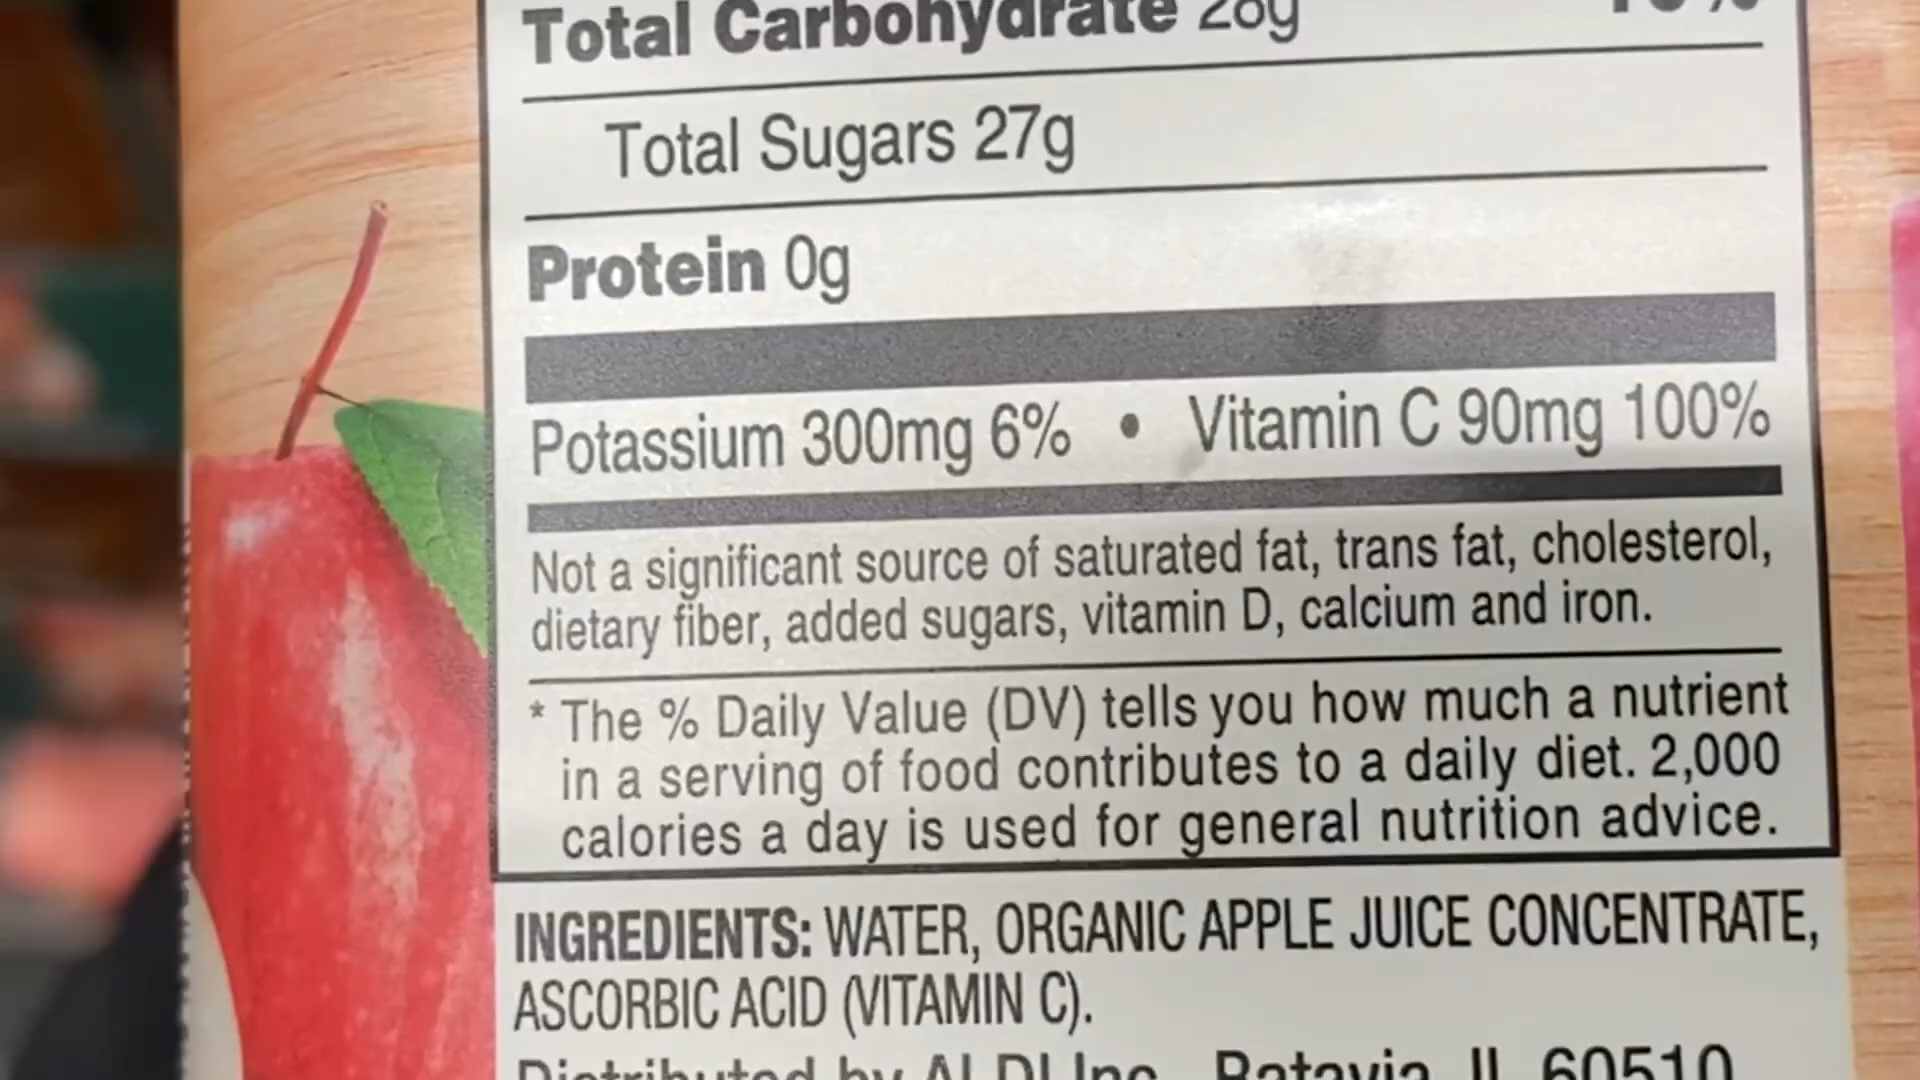 Total Carbohydrate 28g
Total Sugars 27g
Protein 0g
Potassium 300mg 6% • Vitamin C 90mg 100%
Not a significant source of saturated fat, trans fat, cholesterol,
dietary fiber, added sugars, vitamin D, calcium and iron.
* The % Daily Value (DV) tells you how much a nutrient
in a serving of food contributes to a daily diet. 2,000
calories a day is used for general nutrition advice.
INGREDIENTS: WATER, ORGANIC APPLE JUICE CONCENTRATE,
ASCORBIC ACID (VITAMIN C).
Distributed by ALDI Inc., Batavia, IL 60510